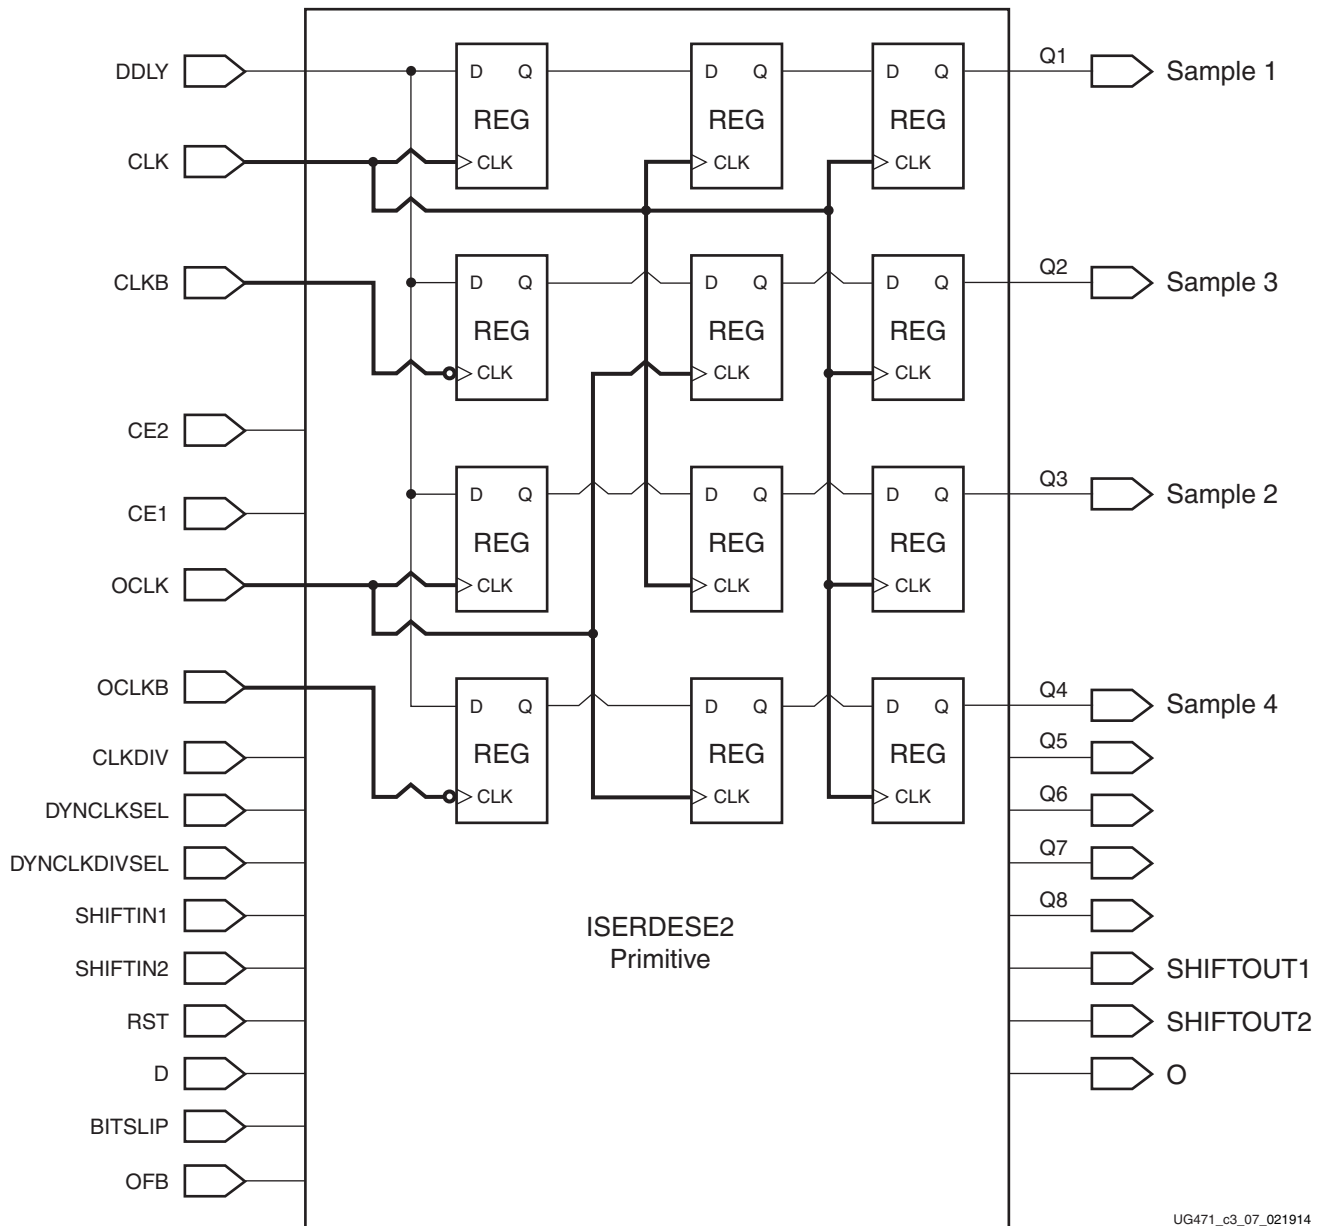 DDLY
D Q
D Q
D Q
Q1
Sample 1
REG
REG
REG
CLK
CLK
CLK
CLK
CLKB
D Q
D Q
D Q
Q2
Sample 3
REG
REG
REG
CLK
CLK
CLK
CE2
D Q
D Q
D Q
Q3
Sample 2
CE1
REG
REG
REG
OCLK
CLK
CLK
CLK
OCLKB
D Q
D Q
D Q
Q4
Sample 4
CLKDIV
REG
REG
REG
Q5
DYNCLKSEL
CLK
CLK
CLK
Q6
DYNCLKDIVSEL
Q7
SHIFTIN1
ISERDESE2
Primitive
Q8
SHIFTIN2
SHIFTOUT1
RST
SHIFTOUT2
D
O
BITSLIP
OFB
UG471_c3_07_021914